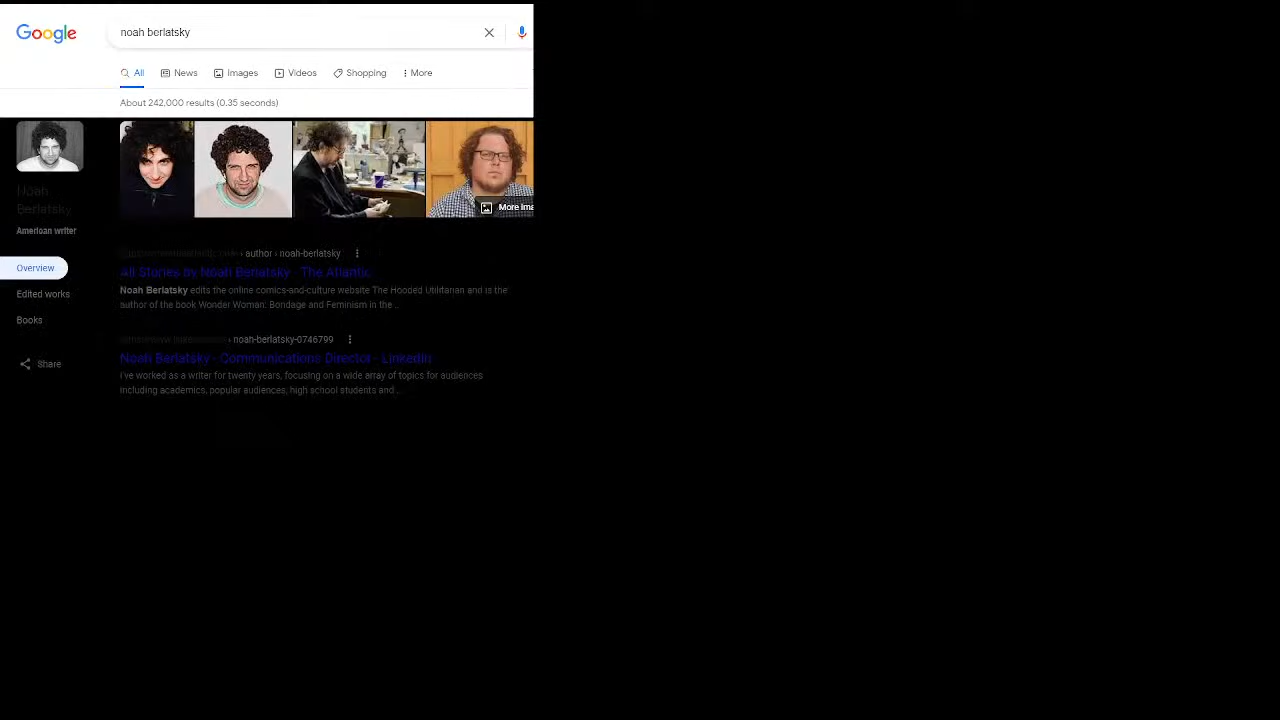 Google
noah berlatsky
All News Images Videos Shopping More
About 242,000 results (0.35 seconds)
Noah
Berlatsky
American writer
Overview
Edited works
Books
Share
More ima
› author › noah-berlatsky
All Stories by Noah Berlatsky - The Atlantic
Noah Berlatsky edits the online comics-and-culture website The Hooded Utilitarian and is the
author of the book Wonder Woman: Bondage and Feminism in the ...
› noah-berlatsky-0746799
Noah Berlatsky - Communications Director - LinkedIn
I've worked as a writer for twenty years, focusing on a wide array of topics for audiences
including academics, popular audiences, high school students and ...